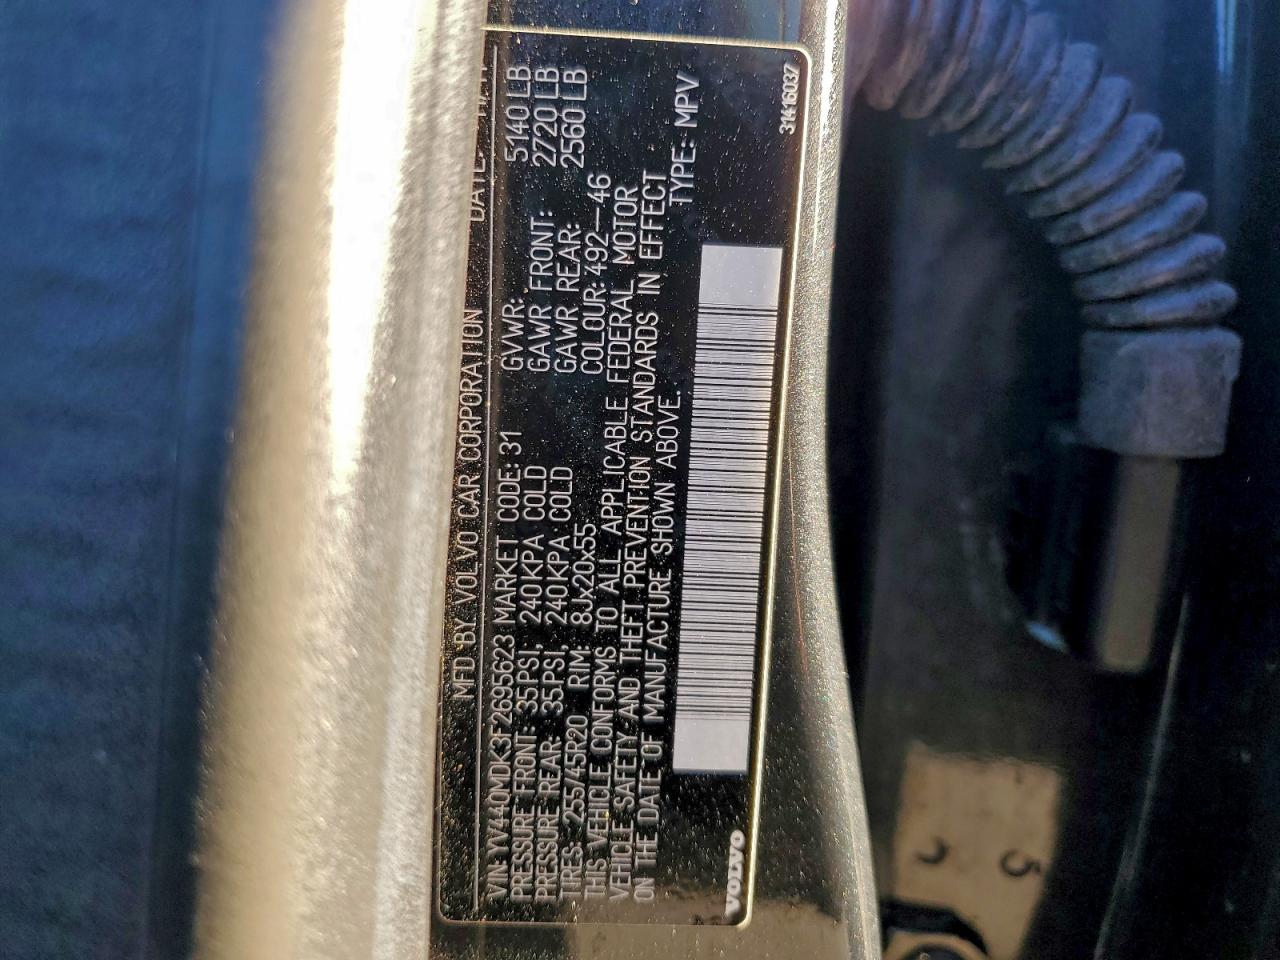 MFD BY VOLVO CAR CORPORATION DATE:
VIN: YV440MDK3F2695623 MARKET CODE: 31 GVWR: 5140 LB
PRESSURE FRONT: 35PSI, 240KPA COLD GAWR FRONT: 2720 LB
PRESSURE REAR: 35PSI, 240KPA COLD GAWR REAR: 2560 LB
TIRES: 255/45R20 RIM: 8Jx20x55 COLOUR: 492-46
THIS VEHICLE CONFORMS TO ALL APPLICABLE FEDERAL MOTOR
VEHICLE SAFETY AND THEFT PREVENTION STANDARDS IN EFFECT
ON THE DATE OF MANUFACTURE SHOWN ABOVE. TYPE: MPV
VOLVO 31416037
5